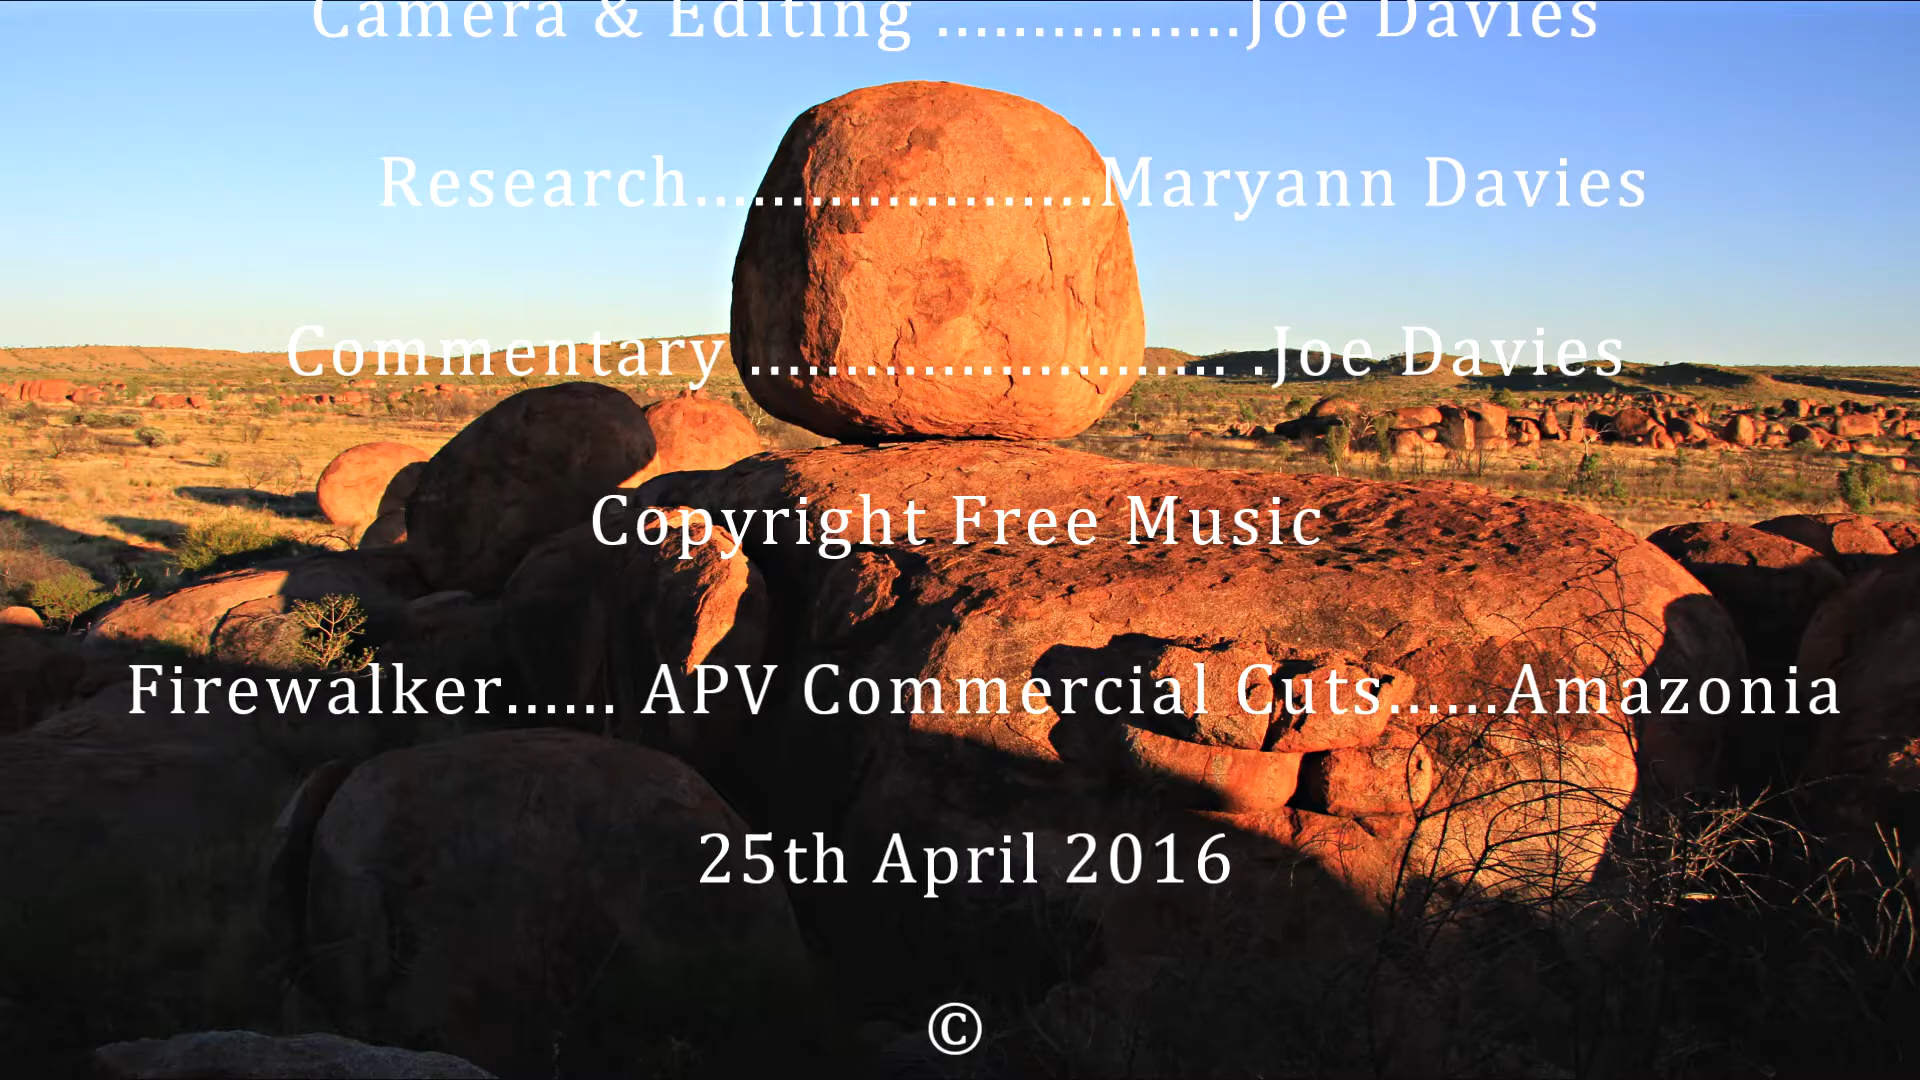 Camera & Editing ................Joe Davies
Research.....................Maryann Davies
Commentary ......................... .Joe Davies
Copyright Free Music
Firewalker...... APV Commercial Cuts......Amazonia
25th April 2016
©